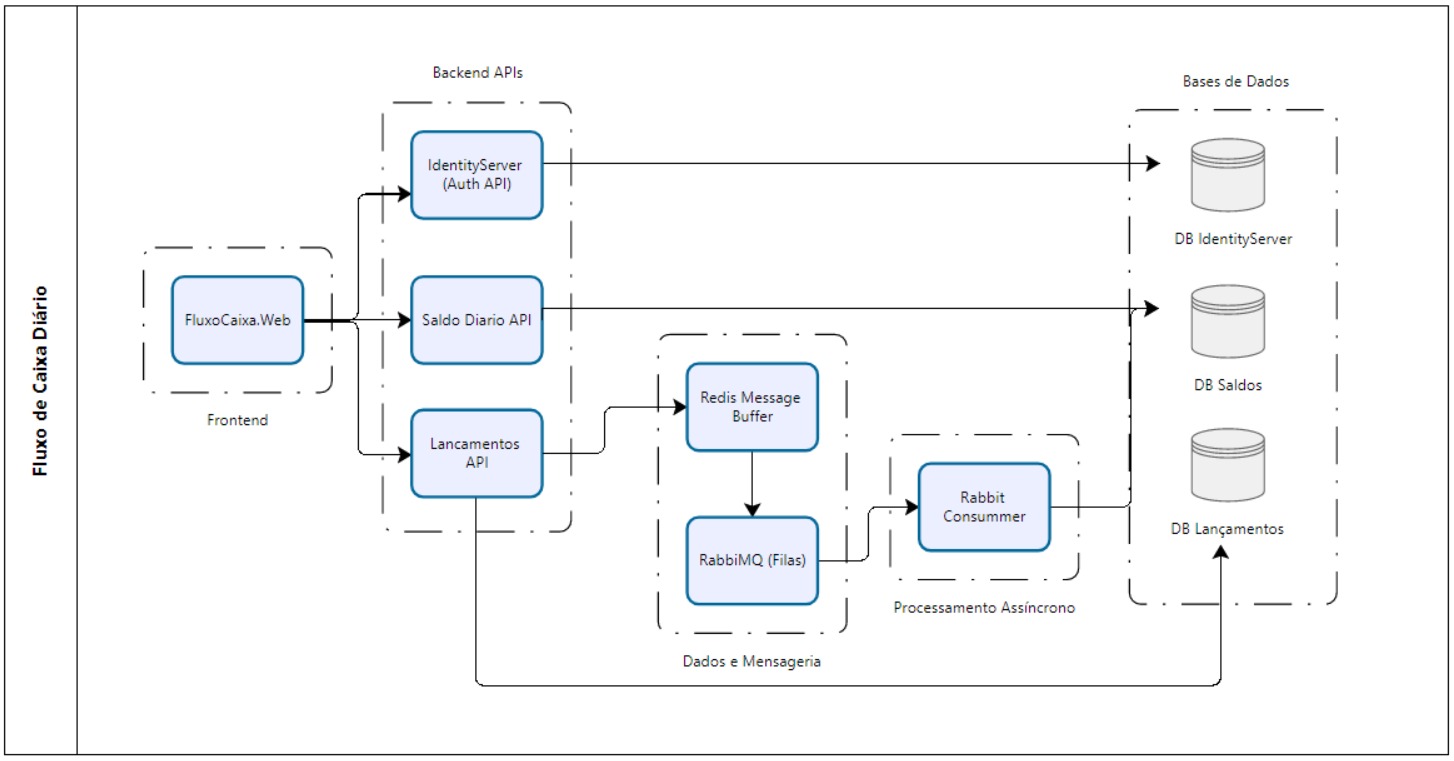 Fluxo de Caixa Diário
Backend APIs
Bases de Dados
IdentityServer
(Auth API)
DB IdentityServer
FluxoCaixa.Web
Frontend
Saldo Diario API
DB Saldos
Lancamentos
API
Redis Message
Buffer
RabbiMQ (Filas)
Dados e Mensageria
Rabbit
Consummer
Processamento Assíncrono
DB Lançamentos